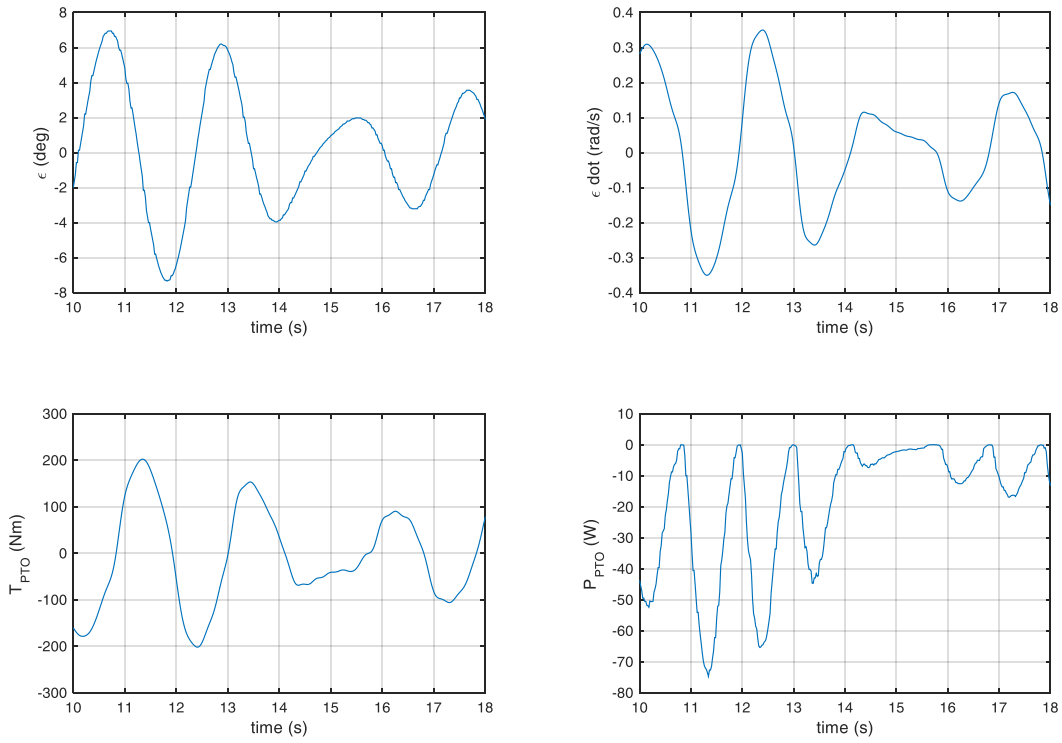 8
6
4
2
0
-2
-4
-6
-8
ϵ (deg)
10 11 12 13 14 15 16 17 18
time (s)
0.4
0.3
0.2
0.1
0
-0.1
-0.2
-0.3
-0.4
ϵ dot (rad/s)
10 11 12 13 14 15 16 17 18
time (s)
300
200
100
0
-100
-200
-300
T_PTO (Nm)
10 11 12 13 14 15 16 17 18
time (s)
10
0
-10
-20
-30
-40
-50
-60
-70
-80
P_PTO (W)
10 11 12 13 14 15 16 17 18
time (s)